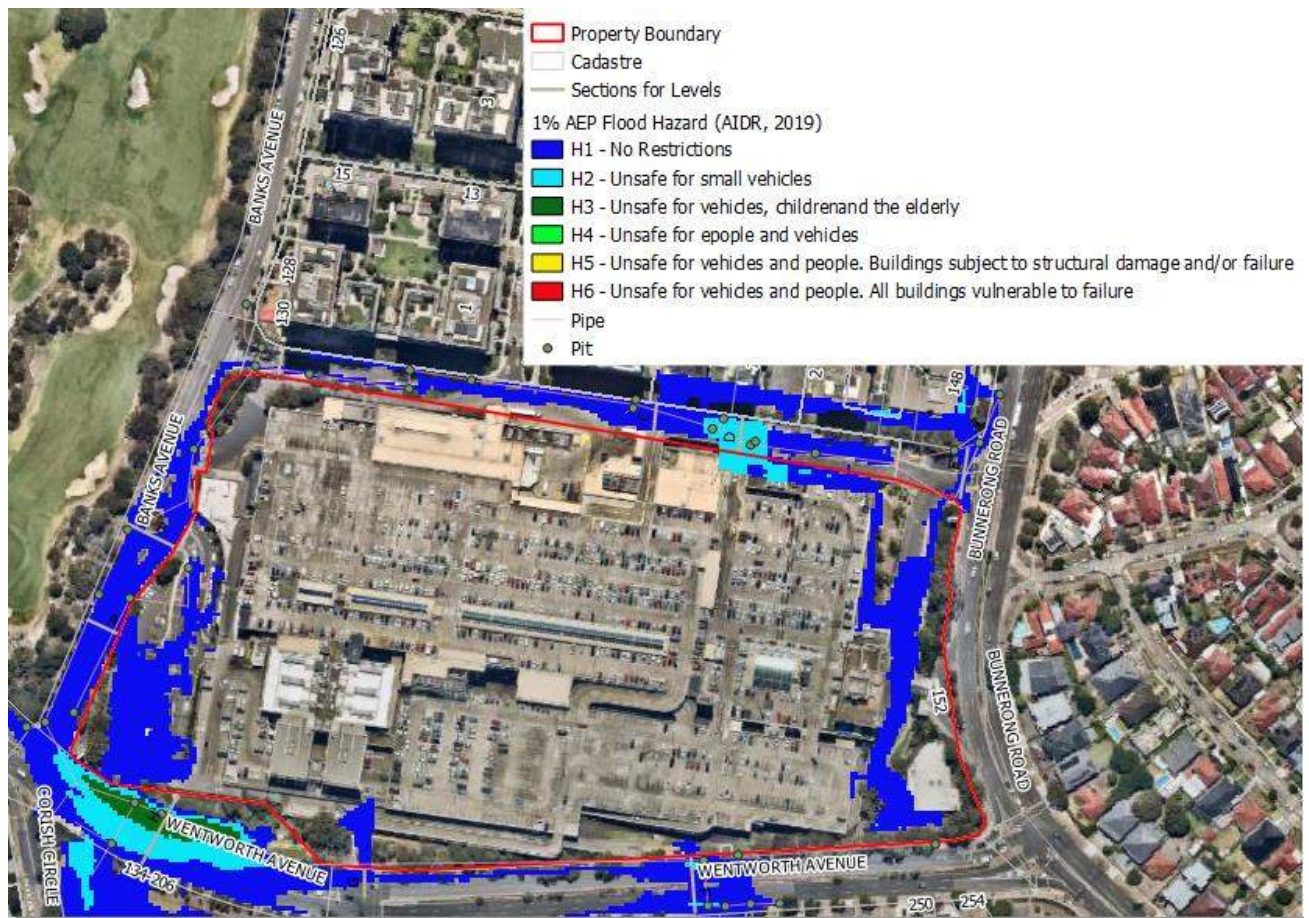 Property Boundary
Cadastre
Sections for Levels
1% AEP Flood Hazard (AIDR, 2019)
H1 - No Restrictions
H2 - Unsafe for small vehicles
H3 - Unsafe for vehicles, childrenand the elderly
H4 - Unsafe for epople and vehicles
H5 - Unsafe for vehicles and people. Buildings subject to structural damage and/or failure
H6 - Unsafe for vehicles and people. All buildings vulnerable to failure
Pipe
Pit
126
3
BANKS AVENUE
15
13
128
130
1
2
148
BANKS AVENUE
BUNNERONG ROAD
152
BUNNERONG ROAD
CORISH CIRCLE
WENTWORTH AVENUE
134-206
WENTWORTH AVENUE
250
254